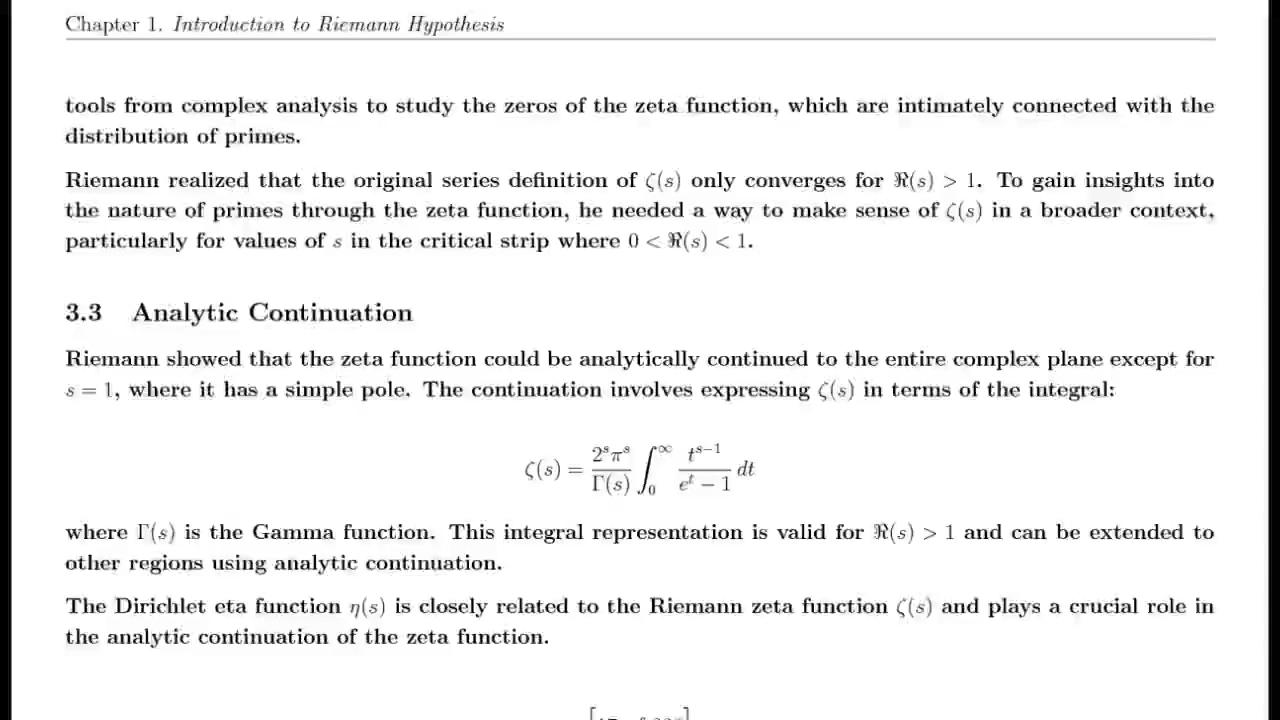 Chapter 1. Introduction to Riemann Hypothesis
tools from complex analysis to study the zeros of the zeta function, which are intimately connected with the
distribution of primes.
Riemann realized that the original series definition of ζ(s) only converges for ℜ(s) > 1. To gain insights into
the nature of primes through the zeta function, he needed a way to make sense of ζ(s) in a broader context,
particularly for values of s in the critical strip where 0 < ℜ(s) < 1.
3.3 Analytic Continuation
Riemann showed that the zeta function could be analytically continued to the entire complex plane except for
s = 1, where it has a simple pole. The continuation involves expressing ζ(s) in terms of the integral:
ζ(s) = 2^s π^s / Γ(s) ∫_0^∞ t^{s−1} / (e^t − 1) dt
where Γ(s) is the Gamma function. This integral representation is valid for ℜ(s) > 1 and can be extended to
other regions using analytic continuation.
The Dirichlet eta function η(s) is closely related to the Riemann zeta function ζ(s) and plays a crucial role in
the analytic continuation of the zeta function.